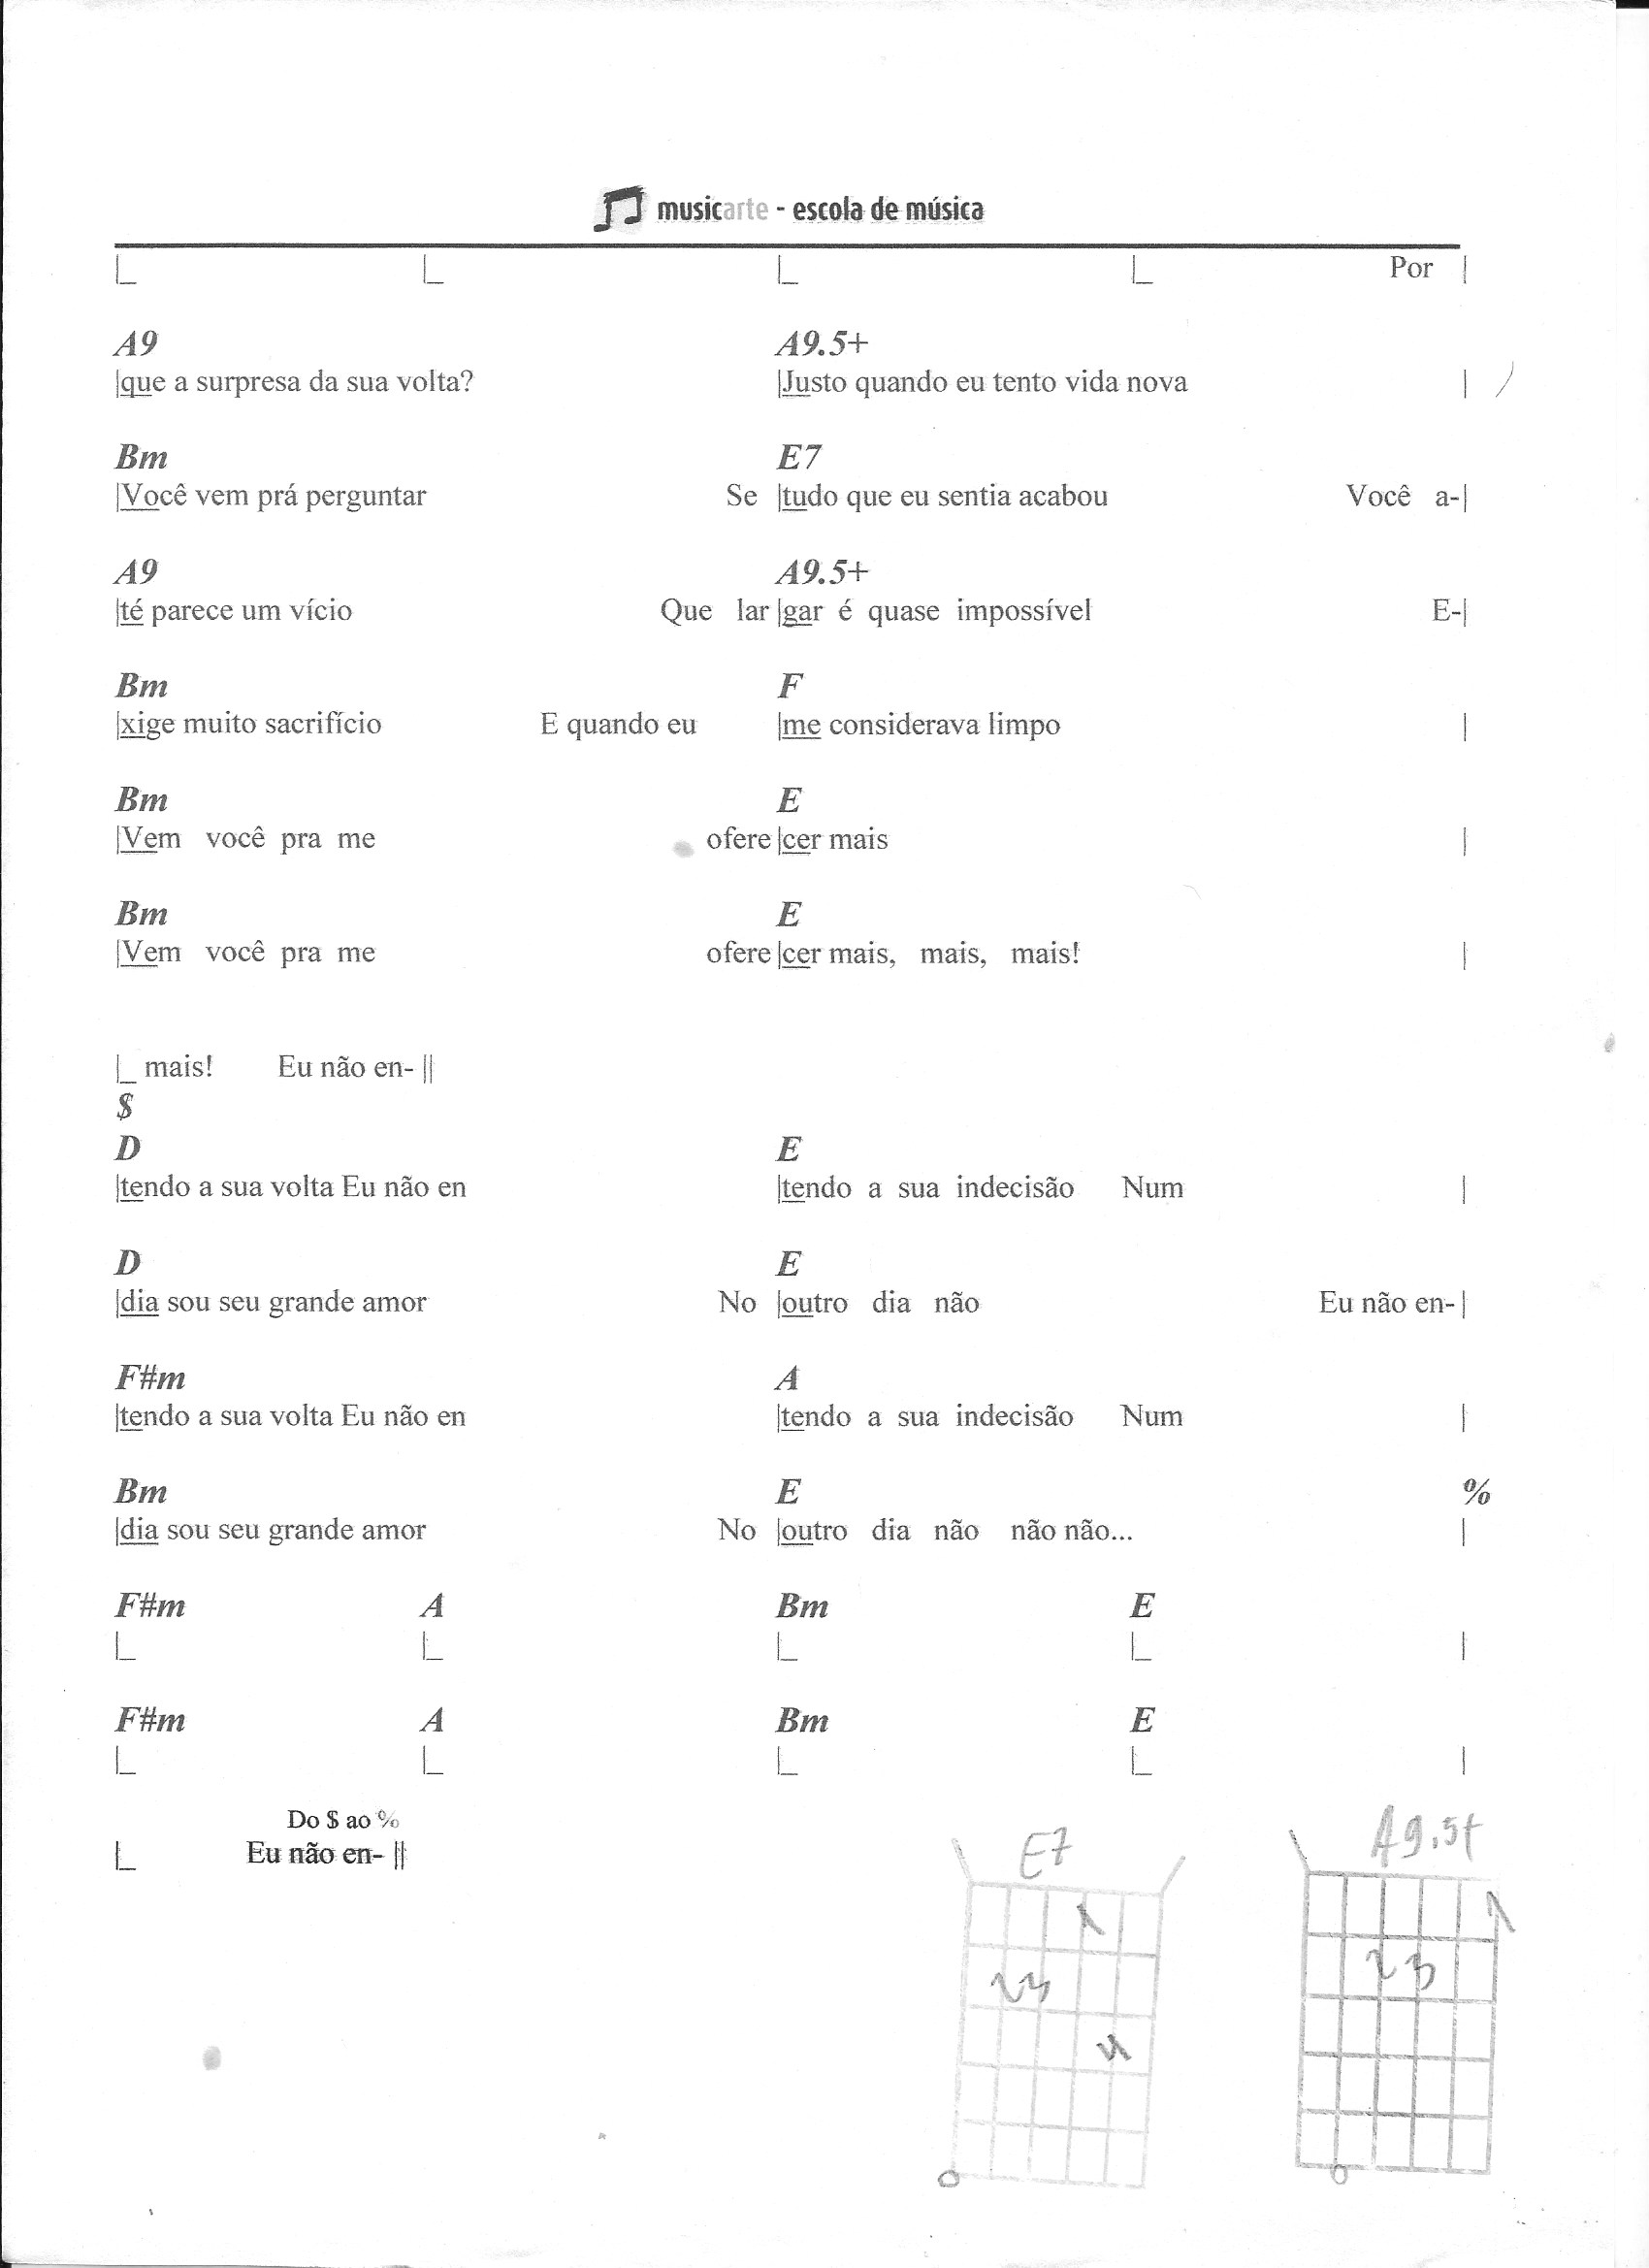 musicarte - escola de música
|_ |_ |_ |_ Por |
A9 A9.5+
|que a surpresa da sua volta? |Justo quando eu tento vida nova |
Bm E7
|Você vem prá perguntar Se |tudo que eu sentia acabou Você a-|
A9 A9.5+
|té parece um vício Que lar |gar é quase impossível E-|
Bm F
|xige muito sacrifício E quando eu |me considerava limpo |
Bm E
|Vem você pra me ofere |cer mais |
Bm E
|Vem você pra me ofere |cer mais, mais, mais! |
|_ mais! Eu não en- ||
$
D E
|tendo a sua volta Eu não en |tendo a sua indecisão Num |
D E
|dia sou seu grande amor No |outro dia não Eu não en- |
F#m A
|tendo a sua volta Eu não en |tendo a sua indecisão Num |
Bm E %
|dia sou seu grande amor No |outro dia não não não... |
F#m A Bm E
|_ |_ |_ |_ |
F#m A Bm E
|_ |_ |_ |_ |
Do $ ao %
|_ Eu não en- ||
E7 A9.5+
1 1
2 3 2 3
4